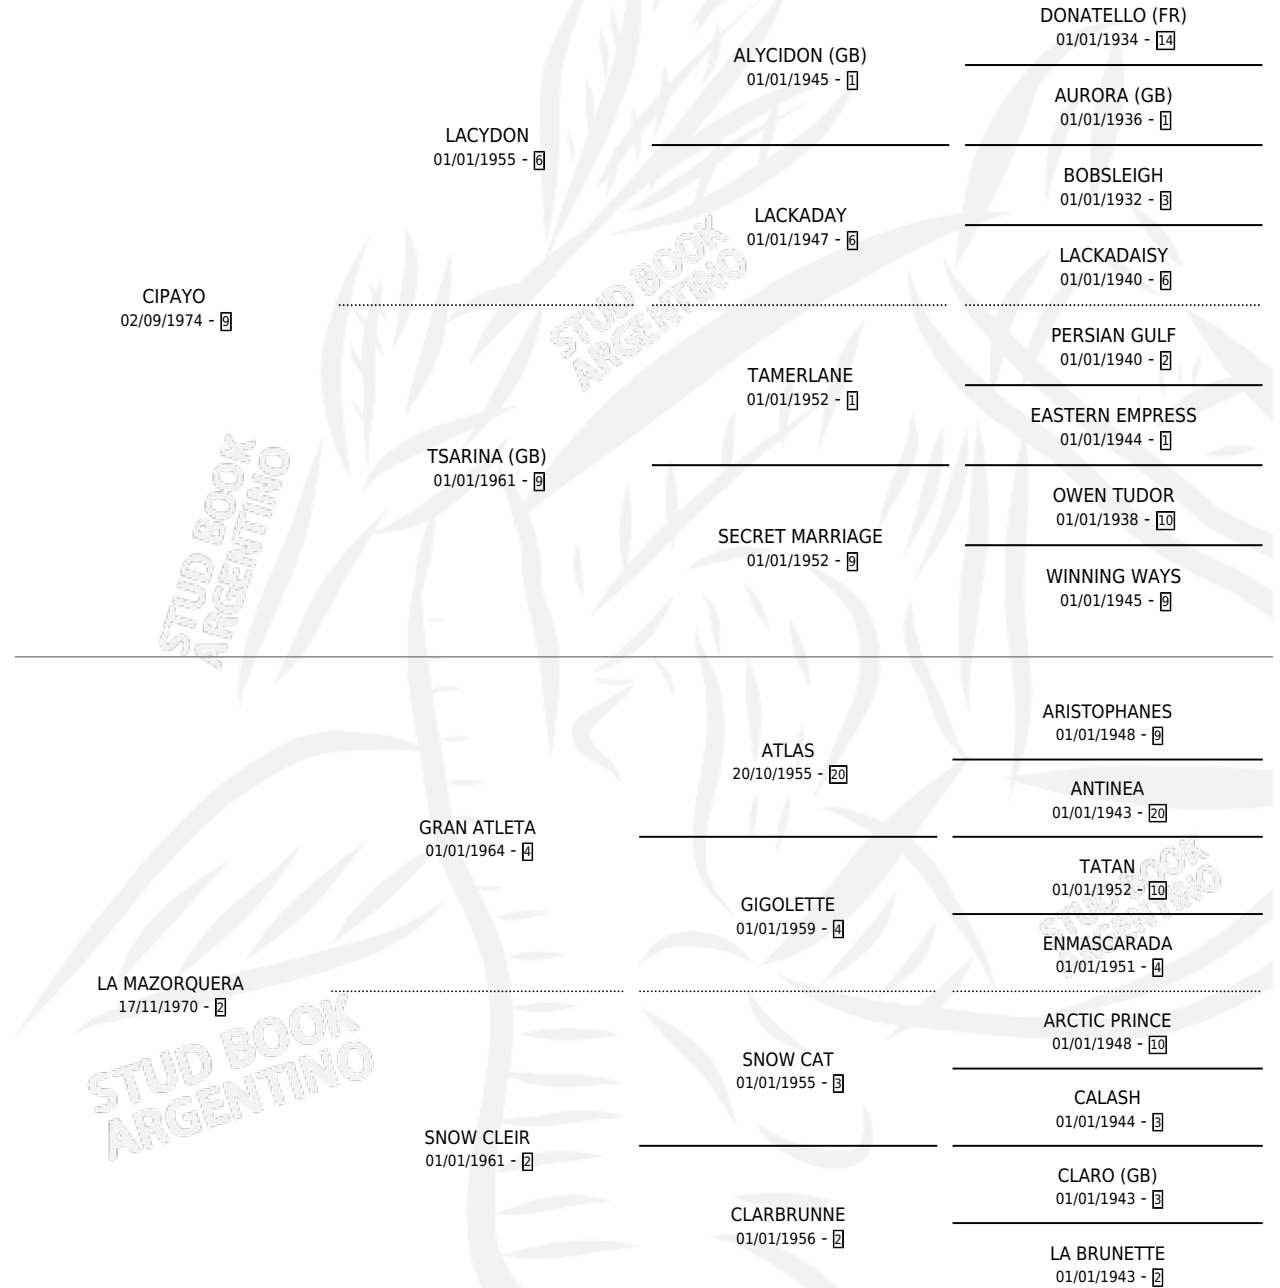 DONATELLO (FR)
01/01/1934 - 14
ALYCIDON (GB)
01/01/1945 - 1
AURORA (GB)
01/01/1936 - 1
LACYDON
01/01/1955 - 6
BOBSLEIGH
01/01/1932 - 3
LACKADAY
01/01/1947 - 6
LACKADAISY
01/01/1940 - 6
CIPAYO
02/09/1974 - 9
PERSIAN GULF
01/01/1940 - 2
TAMERLANE
01/01/1952 - 1
EASTERN EMPRESS
01/01/1944 - 1
TSARINA (GB)
01/01/1961 - 9
OWEN TUDOR
01/01/1938 - 10
SECRET MARRIAGE
01/01/1952 - 9
WINNING WAYS
01/01/1945 - 9
STUD BOOK
ARGENTINO
STUD BOOK
ARGENTINO
ARISTOPHANES
01/01/1948 - 9
ATLAS
20/10/1955 - 20
ANTINEA
01/01/1943 - 20
GRAN ATLETA
01/01/1964 - 4
TATAN
01/01/1952 - 10
GIGOLETTE
01/01/1959 - 4
ENMASCARADA
01/01/1951 - 4
LA MAZORQUERA
17/11/1970 - 2
ARCTIC PRINCE
01/01/1948 - 10
SNOW CAT
01/01/1955 - 3
CALASH
01/01/1944 - 3
SNOW CLEIR
01/01/1961 - 2
CLARO (GB)
01/01/1943 - 3
CLARBRUNNE
01/01/1956 - 2
LA BRUNETTE
01/01/1943 - 2
STUD BOOK
ARGENTINO
STUD BOOK
ARGENTINO